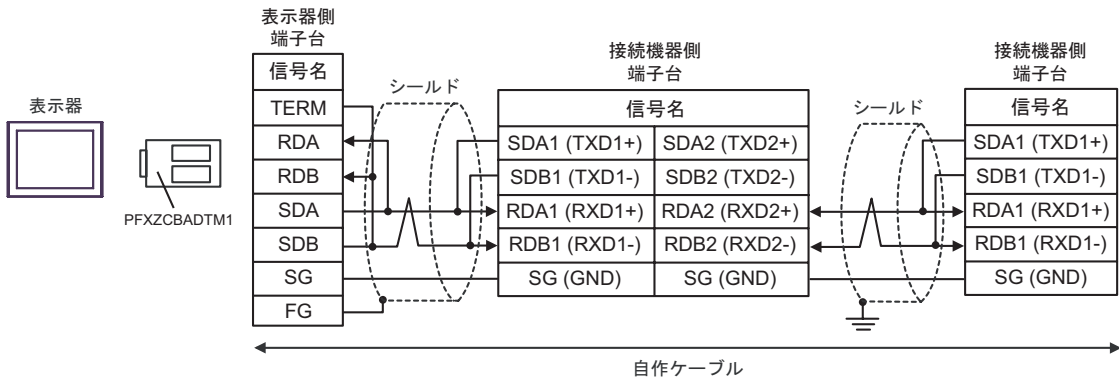 表示器
PFXZCBADTM1
表示器側
端子台
信号名
TERM
RDA
RDB
SDA
SDB
SG
FG
シールド
接続機器側
端子台
信号名
SDA1 (TXD1+) SDA2 (TXD2+)
SDB1 (TXD1-) SDB2 (TXD2-)
RDA1 (RXD1+) RDA2 (RXD2+)
RDB1 (RXD1-) RDB2 (RXD2-)
SG (GND) SG (GND)
シールド
接続機器側
端子台
信号名
SDA1 (TXD1+)
SDB1 (TXD1-)
RDA1 (RXD1+)
RDB1 (RXD1-)
SG (GND)
自作ケーブル